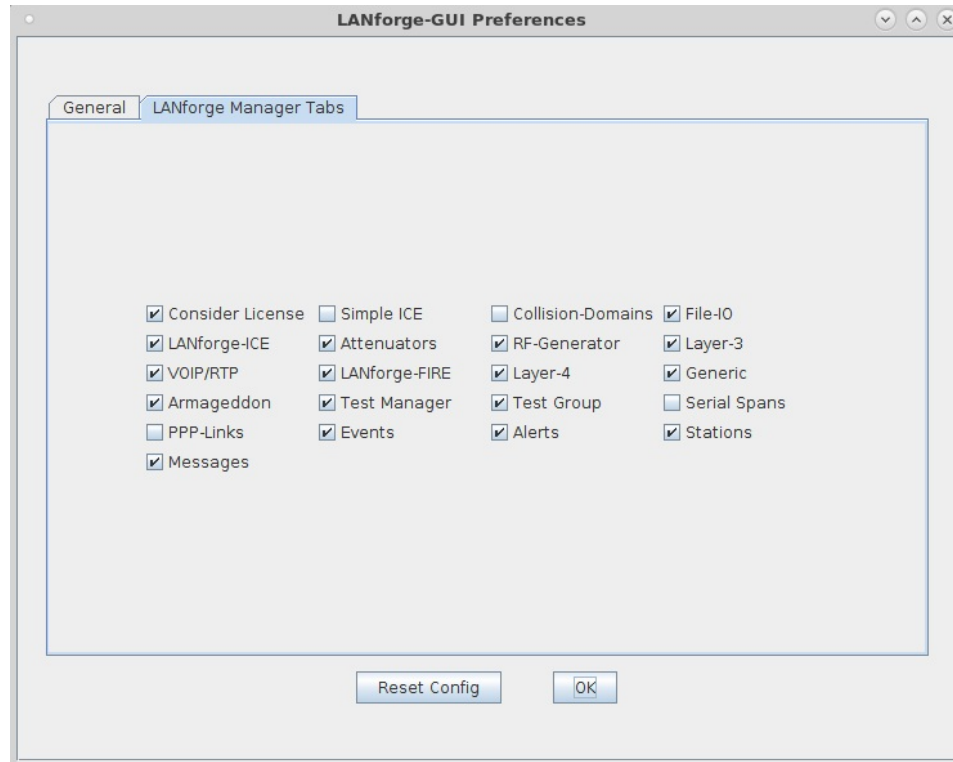 LANforge-GUI Preferences
General LANforge Manager Tabs
Consider License Simple ICE Collision-Domains File-IO
LANforge-ICE Attenuators RF-Generator Layer-3
VOIP/RTP LANforge-FIRE Layer-4 Generic
Armageddon Test Manager Test Group Serial Spans
PPP-Links Events Alerts Stations
Messages
Reset Config OK